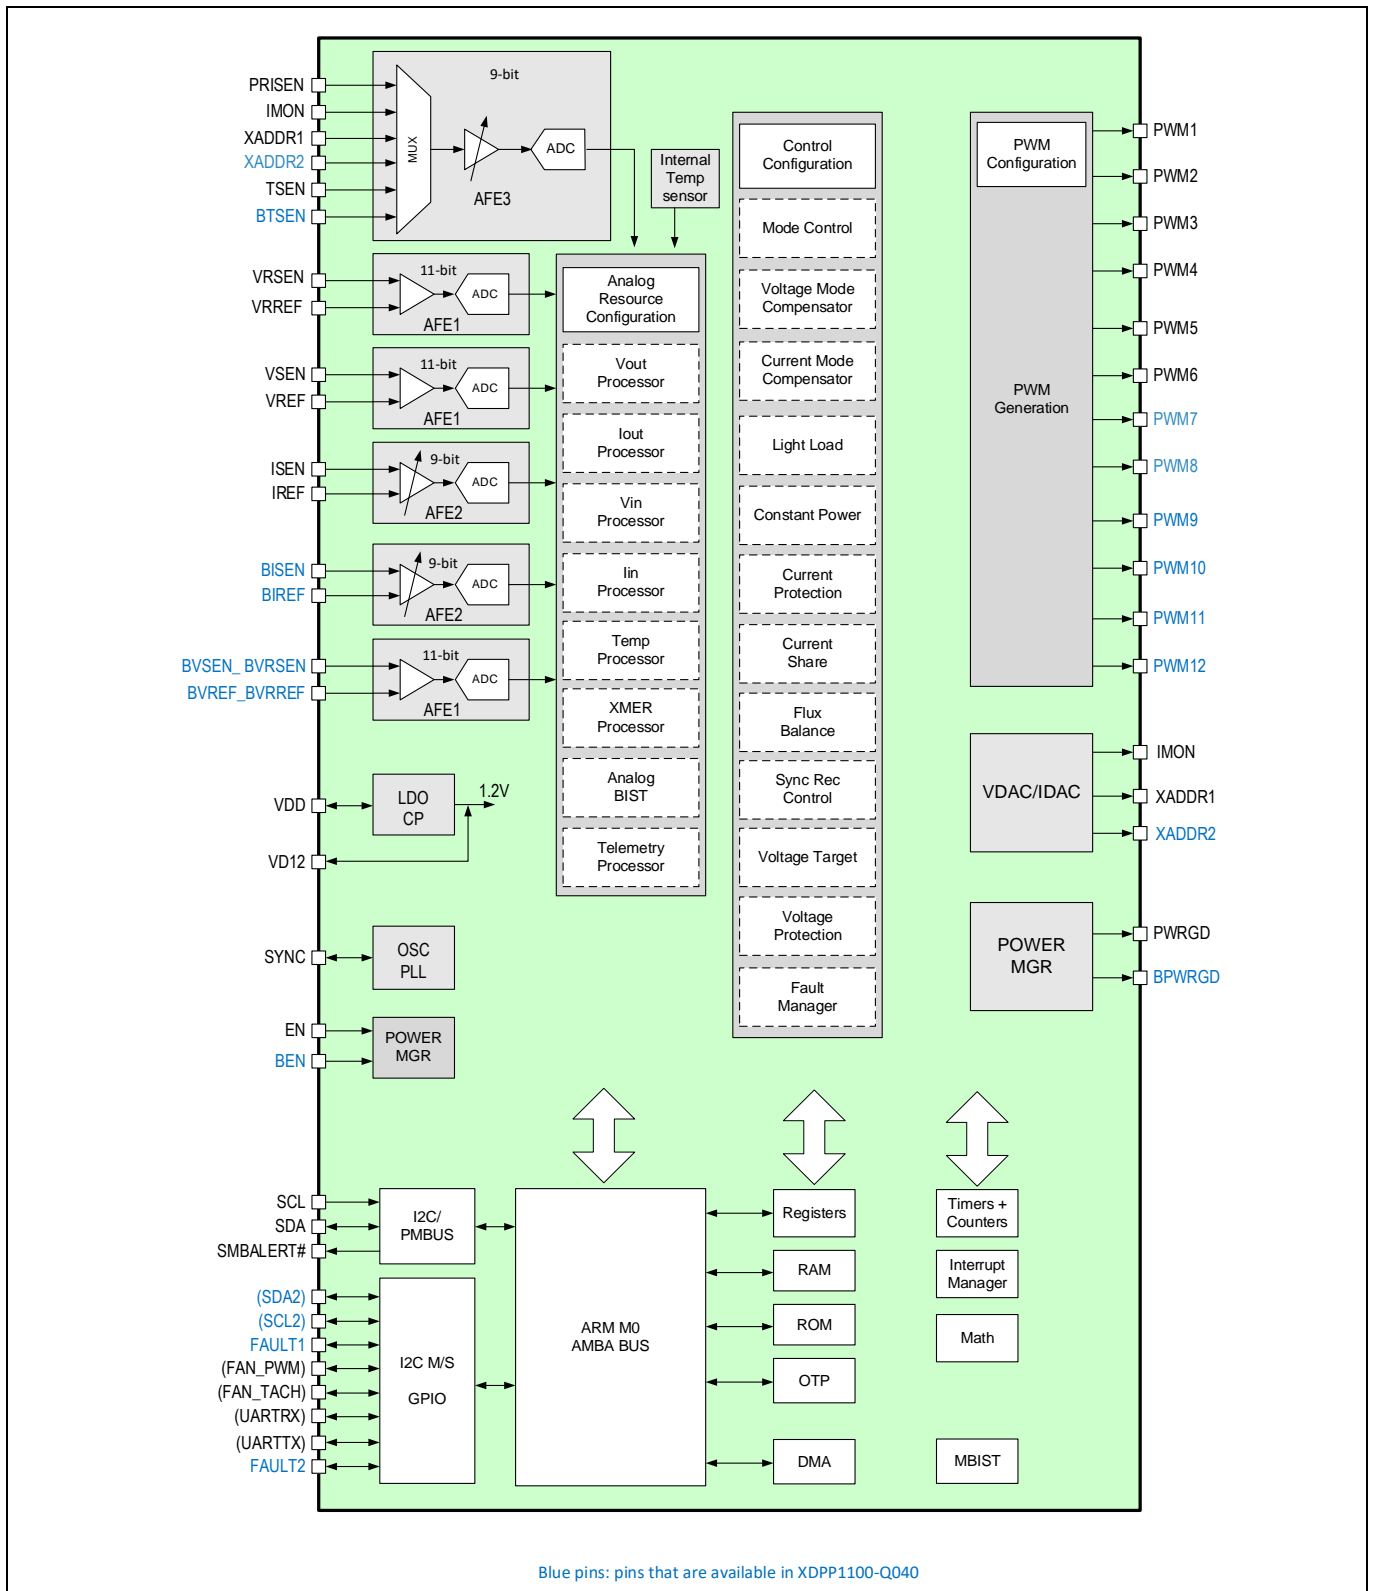 PRISEN
IMON
XADDR1
XADDR2
TSEN
BTSEN
MUX
9-bit
AFE3
ADC
Internal
Temp
sensor
VRSEN
VRREF
11-bit
ADC
AFE1
VSEN
VREF
11-bit
ADC
AFE1
ISEN
IREF
9-bit
ADC
AFE2
BISEN
BIREF
9-bit
ADC
AFE2
BVSEN_BVRSEN
BVREF_BVRREF
11-bit
ADC
AFE1
Analog
Resource
Configuration
Vout
Processor
Iout
Processor
Vin
Processor
Iin
Processor
Temp
Processor
XMER
Processor
Analog
BIST
Telemetry
Processor
Control
Configuration
Mode Control
Voltage Mode
Compensator
Current Mode
Compensator
Light Load
Constant Power
Current
Protection
Current
Share
Flux
Balance
Sync Rec
Control
Voltage Target
Voltage
Protection
Fault
Manager
PWM
Configuration
PWM
Generation
PWM1
PWM2
PWM3
PWM4
PWM5
PWM6
PWM7
PWM8
PWM9
PWM10
PWM11
PWM12
VDAC/IDAC
IMON
XADDR1
XADDR2
POWER
MGR
PWRGD
BPWRGD
VDD
LDO
CP
1.2V
VD12
SYNC
OSC
PLL
EN
BEN
POWER
MGR
SCL
SDA
SMBALERT#
I2C/
PMBUS
(SDA2)
(SCL2)
FAULT1
(FAN_PWM)
(FAN_TACH)
(UARTRX)
(UARTTX)
FAULT2
I2C M/S
GPIO
ARM M0
AMBA BUS
Registers
RAM
ROM
OTP
DMA
Timers +
Counters
Interrupt
Manager
Math
MBIST
Blue pins: pins that are available in XDPP1100-Q040